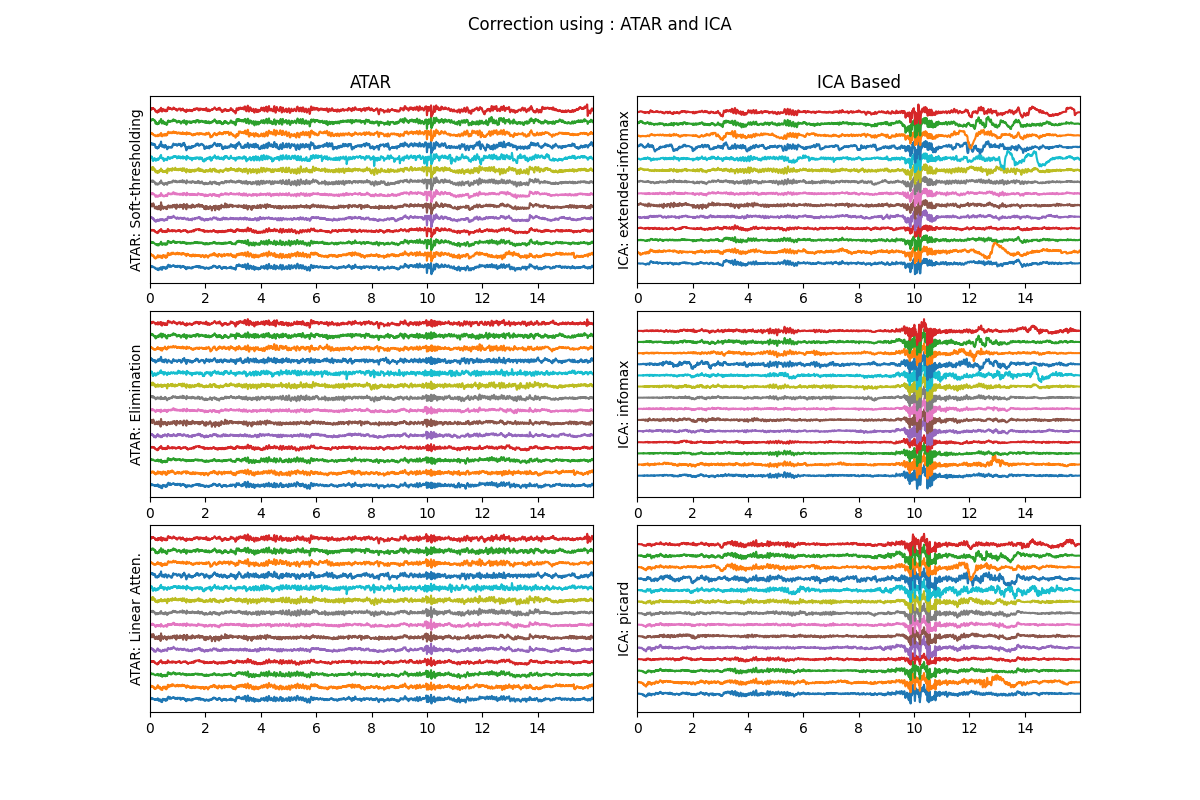 Correction using : ATAR and ICA
ATAR
ICA Based
ATAR: Soft-thresholding
0 2 4 6 8 10 12 14
ICA: extended-infomax
0 2 4 6 8 10 12 14
ATAR: Elimination
0 2 4 6 8 10 12 14
ICA: infomax
0 2 4 6 8 10 12 14
ATAR: Linear Atten.
0 2 4 6 8 10 12 14
ICA: picard
0 2 4 6 8 10 12 14